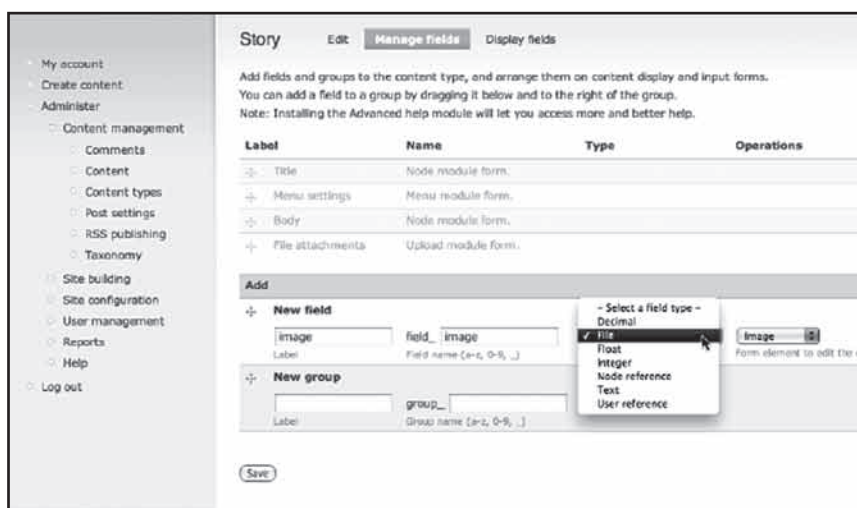 My account
Create content
Administer
Content management
Comments
Content
Content types
Post settings
RSS publishing
Taxonomy
Site building
Site configuration
User management
Reports
Help
Log out
Story Edit Manage fields Display fields
Add fields and groups to the content type, and arrange them on content display and input forms.
You can add a field to a group by dragging it below and to the right of the group.
Note: Installing the Advanced help module will let you access more and better help.
Label Name Type Operations
Title Node module form.
Menu settings Menu module form.
Body Node module form.
File attachments Upload module form.
Add
New field
image field_ image
Label Field name (a-z, 0-9, _)
- Select a field type -
Decimal
✓ File
Float
Integer
Node reference
Text
User reference
Image
Form element to edit the
New group
group_
Label Group name (a-z, 0-9, _)
Save